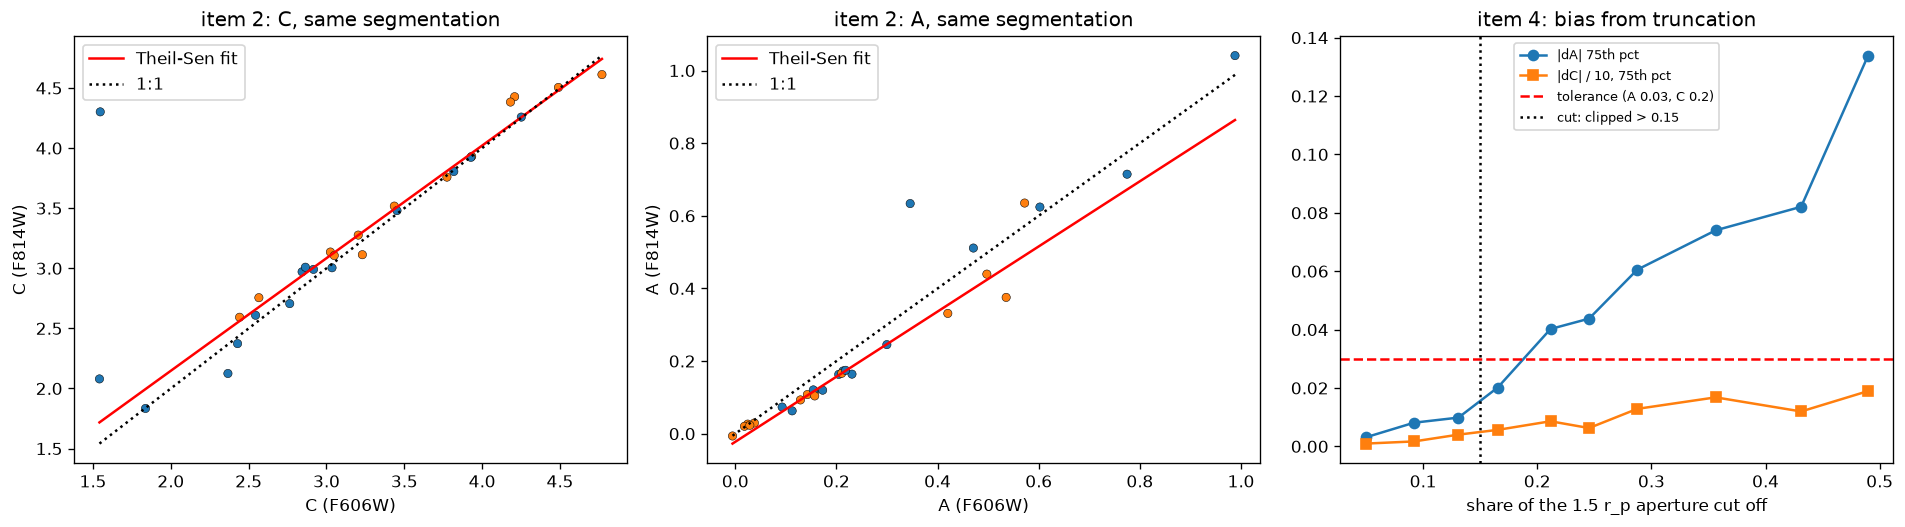 item 2: C, same segmentation
Theil-Sen fit
1:1
4.5
4.0
3.5
3.0
2.5
2.0
1.5
C (F814W)
1.5 2.0 2.5 3.0 3.5 4.0 4.5
C (F606W)
item 2: A, same segmentation
Theil-Sen fit
1:1
1.0
0.8
0.6
0.4
0.2
0.0
A (F814W)
0.0 0.2 0.4 0.6 0.8 1.0
A (F606W)
item 4: bias from truncation
|dA| 75th pct
|dC| / 10, 75th pct
tolerance (A 0.03, C 0.2)
cut: clipped > 0.15
0.14
0.12
0.10
0.08
0.06
0.04
0.02
0.00
0.1 0.2 0.3 0.4 0.5
share of the 1.5 r_p aperture cut off